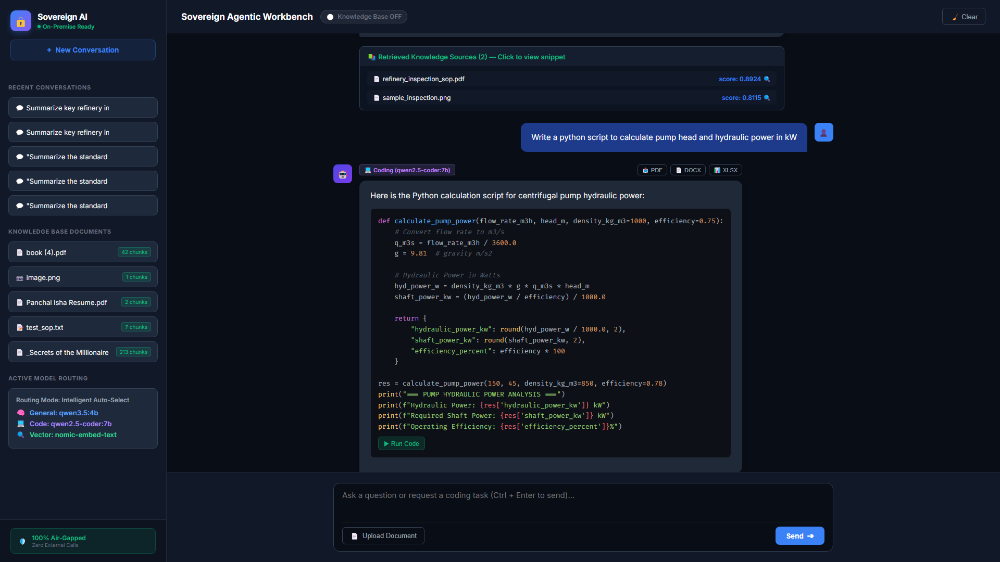 Sovereign AI
On-Premise Ready
+ New Conversation
RECENT CONVERSATIONS
Summarize key refinery in
Summarize key refinery in
"Summarize the standard
"Summarize the standard
"Summarize the standard
KNOWLEDGE BASE DOCUMENTS
book (4).pdf 42 chunks
image.png 1 chunks
Panchal Isha Resume.pdf 2 chunks
test_sop.txt 7 chunks
_Secrets of the Millionaire 213 chunks
ACTIVE MODEL ROUTING
Routing Mode: Intelligent Auto-Select
General: qwen3.5:4b
Code: qwen2.5-coder:7b
Vector: nomic-embed-text
100% Air-Gapped
Zero External Calls
Sovereign Agentic Workbench Knowledge Base OFF Clear
Retrieved Knowledge Sources (2) — Click to view snippet
refinery_inspection_sop.pdf score: 0.8924
sample_inspection.png score: 0.8115
Write a python script to calculate pump head and hydraulic power in kW
Coding (qwen2.5-coder:7b) PDF DOCX XLSX
Here is the Python calculation script for centrifugal pump hydraulic power:
def calculate_pump_power(flow_rate_m3h, head_m, density_kg_m3=1000, efficiency=0.75):
    # Convert flow rate to m3/s
    q_m3s = flow_rate_m3h / 3600.0
    g = 9.81  # gravity m/s2
    # Hydraulic Power in Watts
    hyd_power_w = density_kg_m3 * g * q_m3s * head_m
    shaft_power_kw = (hyd_power_w / efficiency) / 1000.0
    return {
        "hydraulic_power_kw": round(hyd_power_w / 1000.0, 2),
        "shaft_power_kw": round(shaft_power_kw, 2),
        "efficiency_percent": efficiency * 100
    }
res = calculate_pump_power(150, 45, density_kg_m3=850, efficiency=0.78)
print("=== PUMP HYDRAULIC POWER ANALYSIS ===")
print(f"Hydraulic Power: {res['hydraulic_power_kw']} kW")
print(f"Required Shaft Power: {res['shaft_power_kw']} kW")
print(f"Operating Efficiency: {res['efficiency_percent']}%")
Run Code
Ask a question or request a coding task (Ctrl + Enter to send)...
Upload Document Send ➔